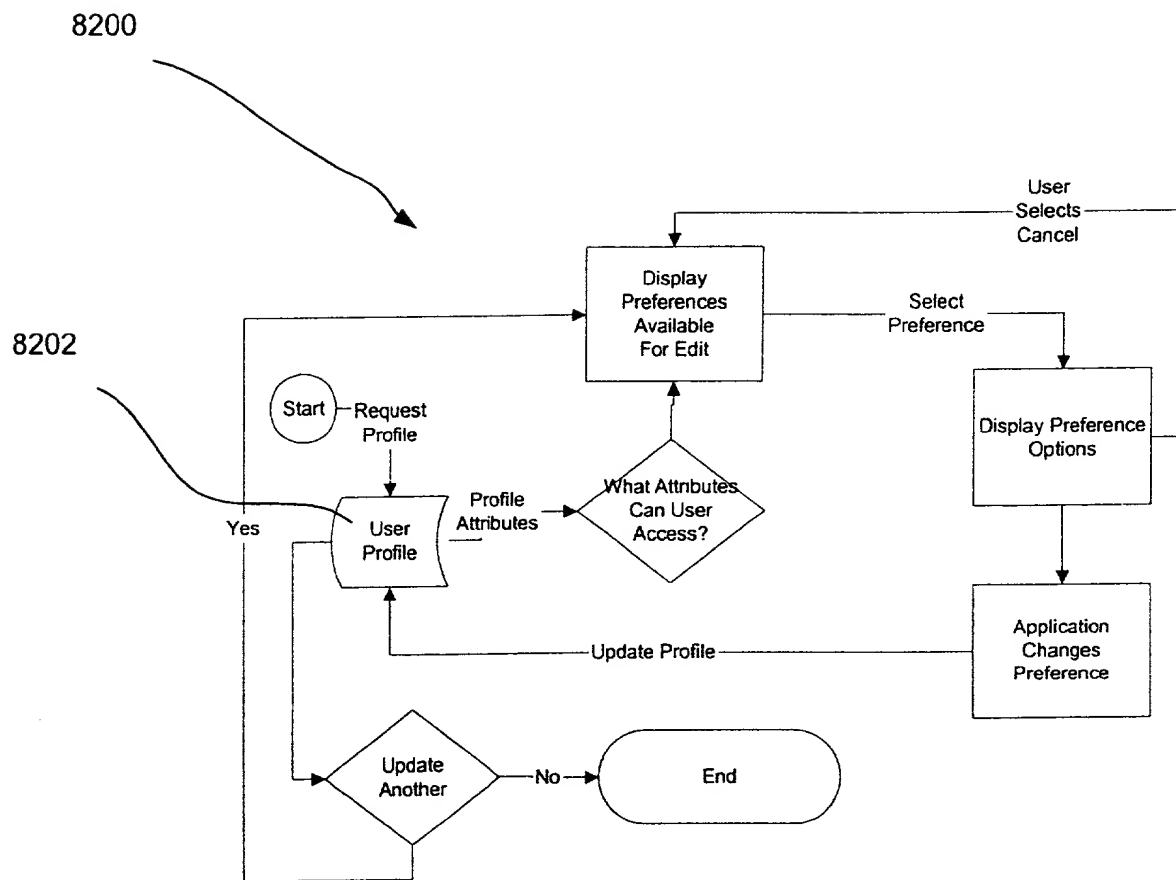 8200
User
Selects
Cancel
Display
Preferences
Available
For Edit
Select
Preference
8202
Start
Request
Profile
Display Preference
Options
What Attributes
Can User
Access?
Profile
Attributes
User
Profile
Yes
Application
Changes
Preference
Update Profile
Update
Another
No
End